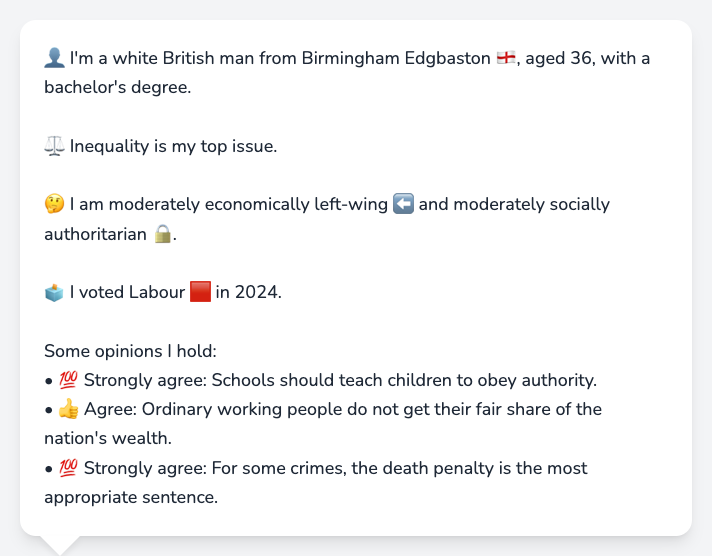 👤 I'm a white British man from Birmingham Edgbaston 🏴󠁧󠁢󠁥󠁮󠁧󠁿, aged 36, with a
bachelor's degree.
⚖️ Inequality is my top issue.
🤔 I am moderately economically left-wing ⬅️ and moderately socially
authoritarian 🔒.
🗳️ I voted Labour 🟥 in 2024.
Some opinions I hold:
• 💯 Strongly agree: Schools should teach children to obey authority.
• 👍 Agree: Ordinary working people do not get their fair share of the
nation's wealth.
• 💯 Strongly agree: For some crimes, the death penalty is the most
appropriate sentence.